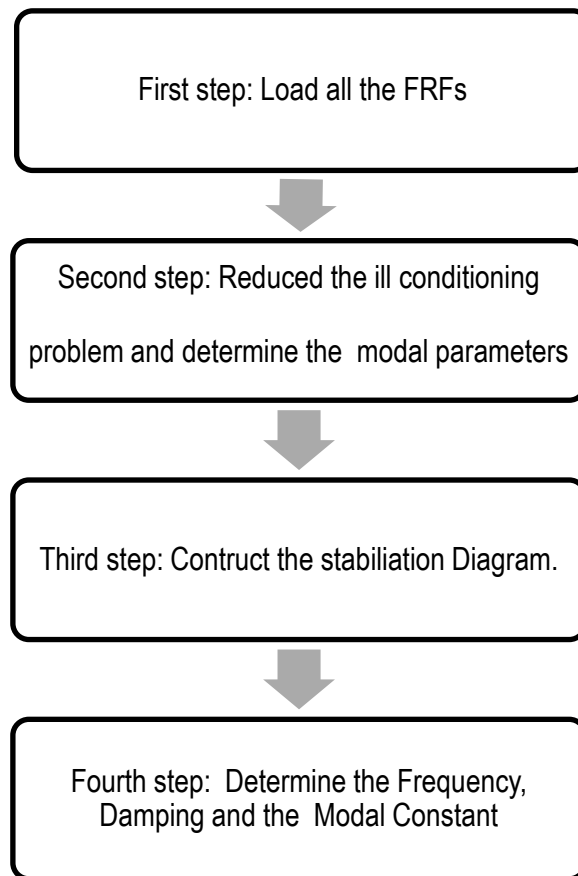 First step: Load all the FRFs
Second step: Reduced the ill conditioning
problem and determine the modal parameters
Third step: Contruct the stabiliation Diagram.
Fourth step: Determine the Frequency,
Damping and the Modal Constant